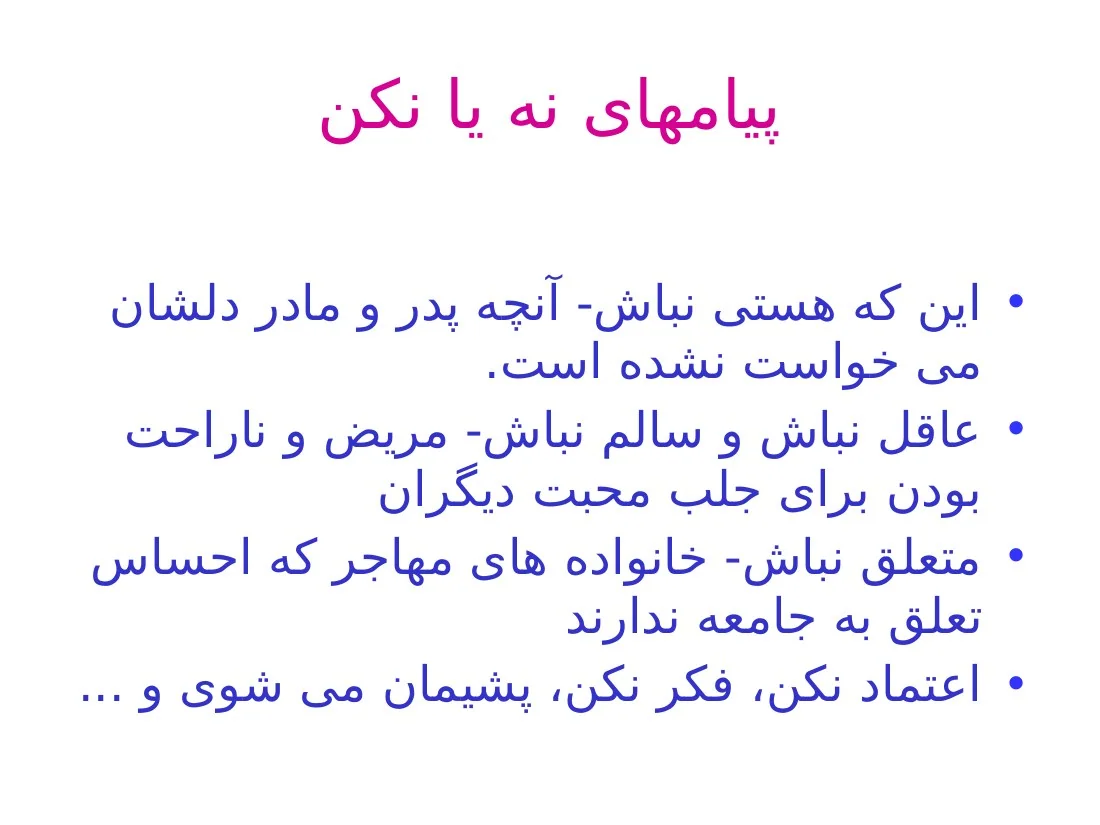 پیامهای نه یا نکن
• این که هستی نباش- آنچه پدر و مادر دلشان
می خواست نشده است.
• عاقل نباش و سالم نباش- مریض و ناراحت
بودن برای جلب محبت دیگران
• متعلق نباش- خانواده های مهاجر که احساس
تعلق به جامعه ندارند
• اعتماد نکن، فکر نکن، پشیمان می شوی و ...